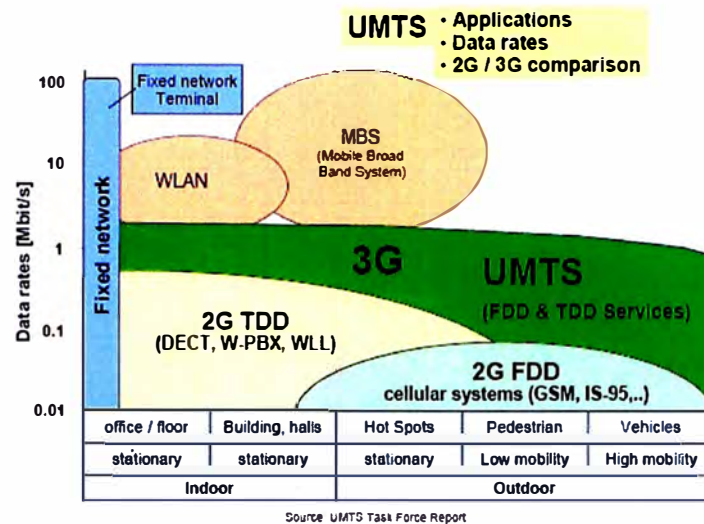 UMTS
• Applications
• Data rates
• 2G / 3G comparison
100
10
1
0.1
0.01
Data rates [Mbit/s]
Fixed network
Fixed network
Terminal
WLAN
MBS
(Mobile Broad
Band System)
3G
UMTS
(FDD & TDD Services)
2G TDD
(DECT, W-PBX, WLL)
2G FDD
cellular systems (GSM, IS-95,..)
office / floor
Building, halls
Hot Spots
Pedestrian
Vehicles
stationary
stationary
stationary
Low mobility
High mobility
Indoor
Outdoor
Source UMTS Task Force Report